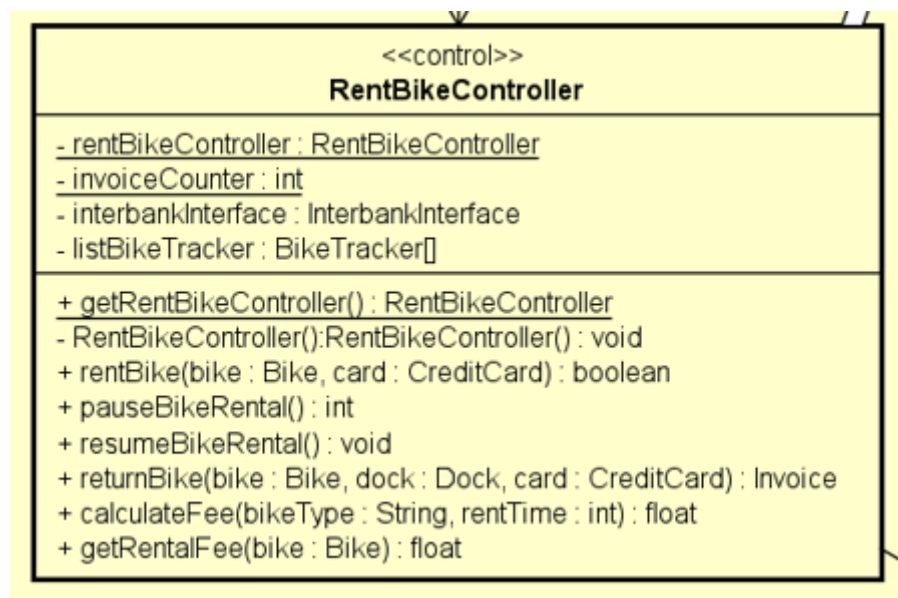 <<control>>
RentBikeController
- rentBikeController : RentBikeController
- invoiceCounter : int
- interbankInterface : InterbankInterface
- listBikeTracker : BikeTracker[]
+ getRentBikeController() : RentBikeController
- RentBikeController():RentBikeController() : void
+ rentBike(bike : Bike, card : CreditCard) : boolean
+ pauseBikeRental() : int
+ resumeBikeRental() : void
+ returnBike(bike : Bike, dock : Dock, card : CreditCard) : Invoice
+ calculateFee(bikeType : String, rentTime : int) : float
+ getRentalFee(bike : Bike) : float